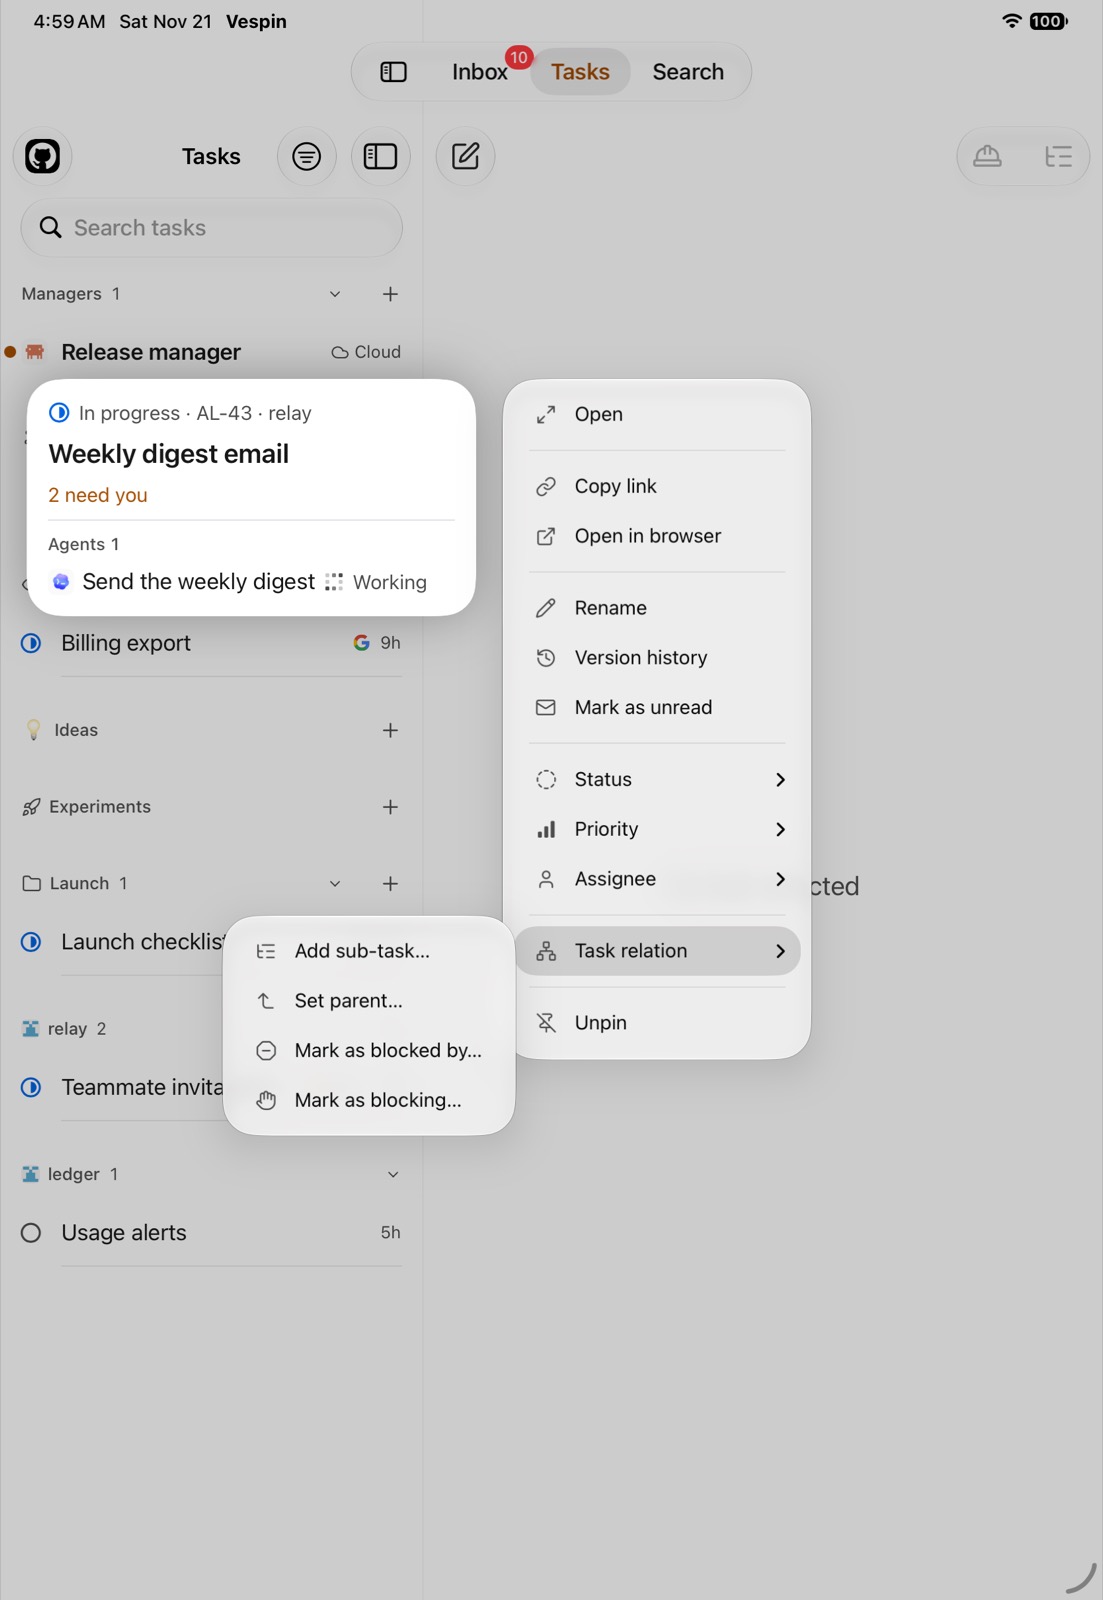 4:59 AM Sat Nov 21 Vespin
100
Inbox 10 Tasks Search
Tasks
Search tasks
Managers 1
Release manager Cloud
In progress · AL-43 · relay
Weekly digest email
2 need you
Agents 1
Send the weekly digest Working
Billing export 9h
Ideas
Experiments
Launch 1
Launch checklist
relay 2
Teammate invita
ledger 1
Usage alerts 5h
Open
Copy link
Open in browser
Rename
Version history
Mark as unread
Status
Priority
Assignee
Task relation
Unpin
Add sub-task...
Set parent...
Mark as blocked by...
Mark as blocking...
cted